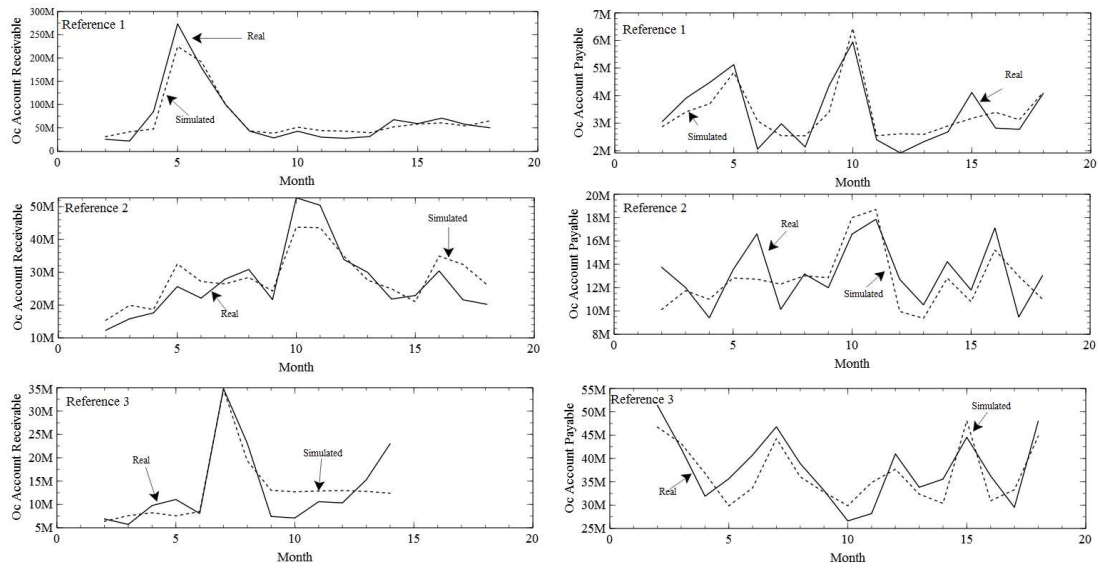 Oc Account Receivable
300M
250M
200M
150M
100M
50M
0
Reference 1
Real
Simulated
0 5 10 15 20
Month
Oc Account Payable
7M
6M
5M
4M
3M
2M
Reference 1
Real
Simulated
0 5 10 15 20
Month
Oc Account Receivable
50M
40M
30M
20M
10M
Reference 2
Simulated
Real
0 5 10 15 20
Month
Oc Account Payable
20M
18M
16M
14M
12M
10M
8M
Reference 2
Real
Simulated
0 5 10 15 20
Month
Oc Account Receivable
35M
30M
25M
20M
15M
10M
5M
Reference 3
Real
Simulated
0 5 10 15 20
Month
Oc Account Payable
55M
50M
45M
40M
35M
30M
25M
Reference 3
Simulated
Real
0 5 10 15 20
Month